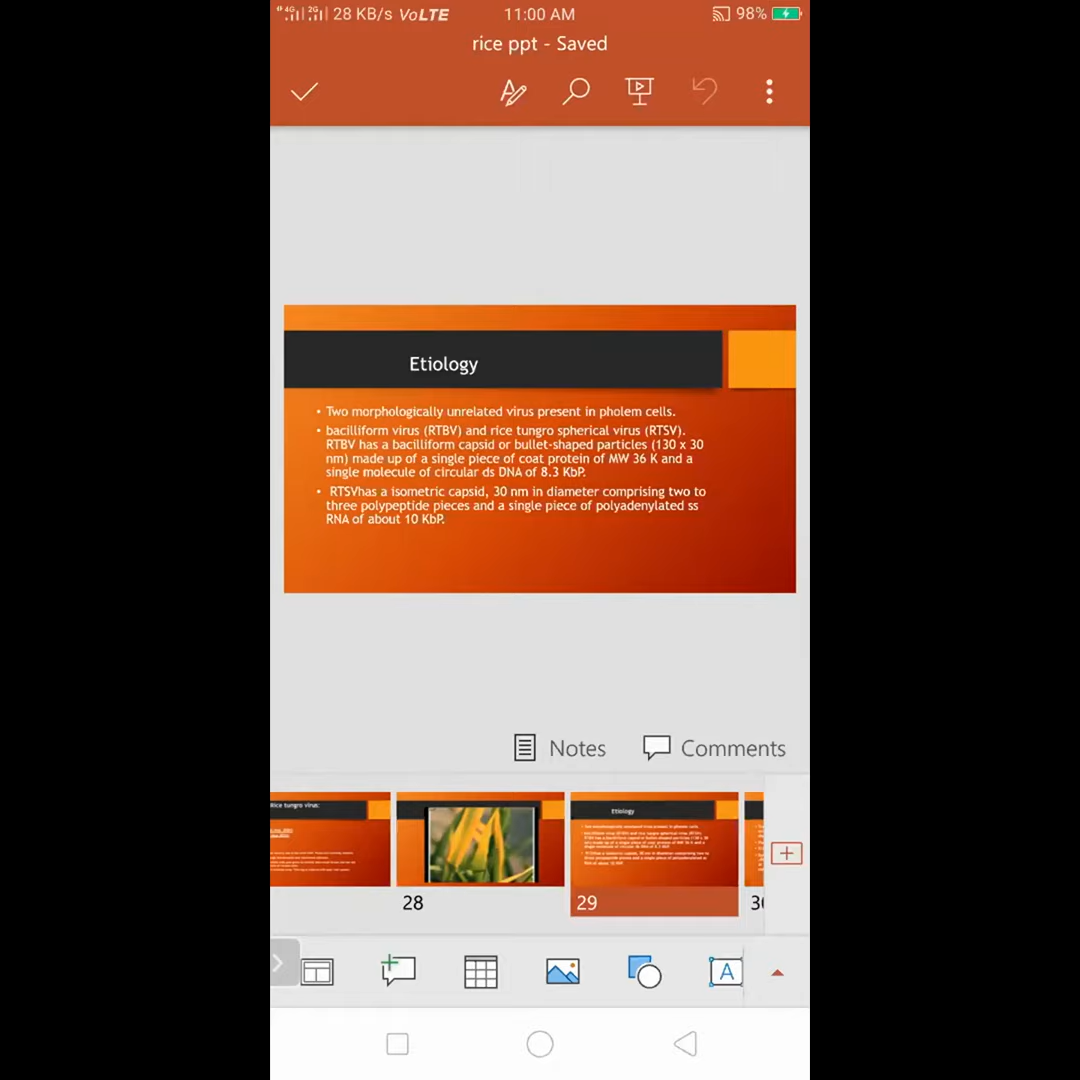 4G 2G 28 KB/s VoLTE 11:00 AM 98%
rice ppt - Saved
Etiology
• Two morphologically unrelated virus present in pholem cells.
• bacilliform virus (RTBV) and rice tungro spherical virus (RTSV).
RTBV has a bacilliform capsid or bullet-shaped particles (130 x 30
nm) made up of a single piece of coat protein of MW 36 K and a
single molecule of circular ds DNA of 8.3 KbP.
• RTSVhas a isometric capsid, 30 nm in diameter comprising two to
three polypeptide pieces and a single piece of polyadenylated ss
RNA of about 10 KbP.
Notes Comments
Rice tungro virus:
Etiology
28 29 30
A